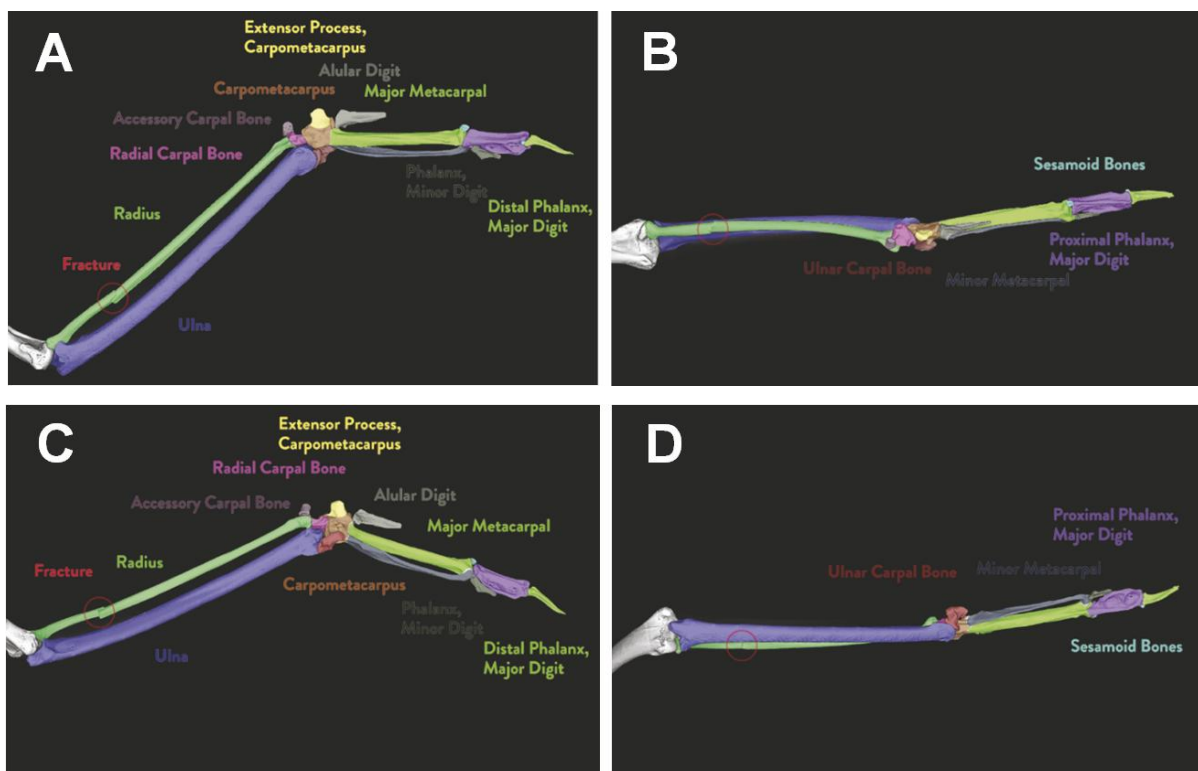 A
Extensor Process,
Carpometacarpus
Alular Digit
Carpometacarpus
Major Metacarpal
Accessory Carpal Bone
Radial Carpal Bone
Phalanx,
Minor Digit
Radius
Distal Phalanx,
Major Digit
Fracture
Ulna
B
Sesamoid Bones
Proximal Phalanx,
Major Digit
Ulnar Carpal Bone
Minor Metacarpal
C
Extensor Process,
Carpometacarpus
Radial Carpal Bone
Accessory Carpal Bone
Alular Digit
Major Metacarpal
Radius
Fracture
Carpometacarpus
Phalanx,
Minor Digit
Ulna
Distal Phalanx,
Major Digit
D
Proximal Phalanx,
Major Digit
Ulnar Carpal Bone
Minor Metacarpal
Sesamoid Bones